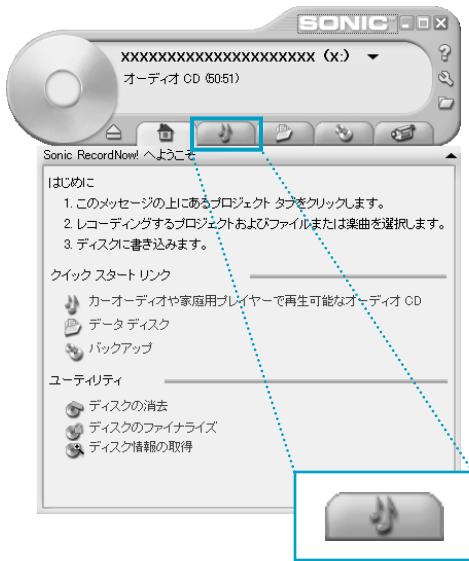 SONIC
xxxxxxxxxxxxxxxxxxxxx (x:)
オーディオ CD (50:51)
?
Sonic RecordNow! へようこそ
はじめに
1. このメッセージの上にあるプロジェクト タブをクリックします。
2. レコーディングするプロジェクトおよびファイルまたは楽曲を選択します。
3. ディスクに書き込みます。
クイック スタート リンク
カーオーディオや家庭用プレイヤーで再生可能なオーディオ CD
データ ディスク
バックアップ
ユーティリティ
ディスクの消去
ディスクのファイナライズ
ディスク情報の取得